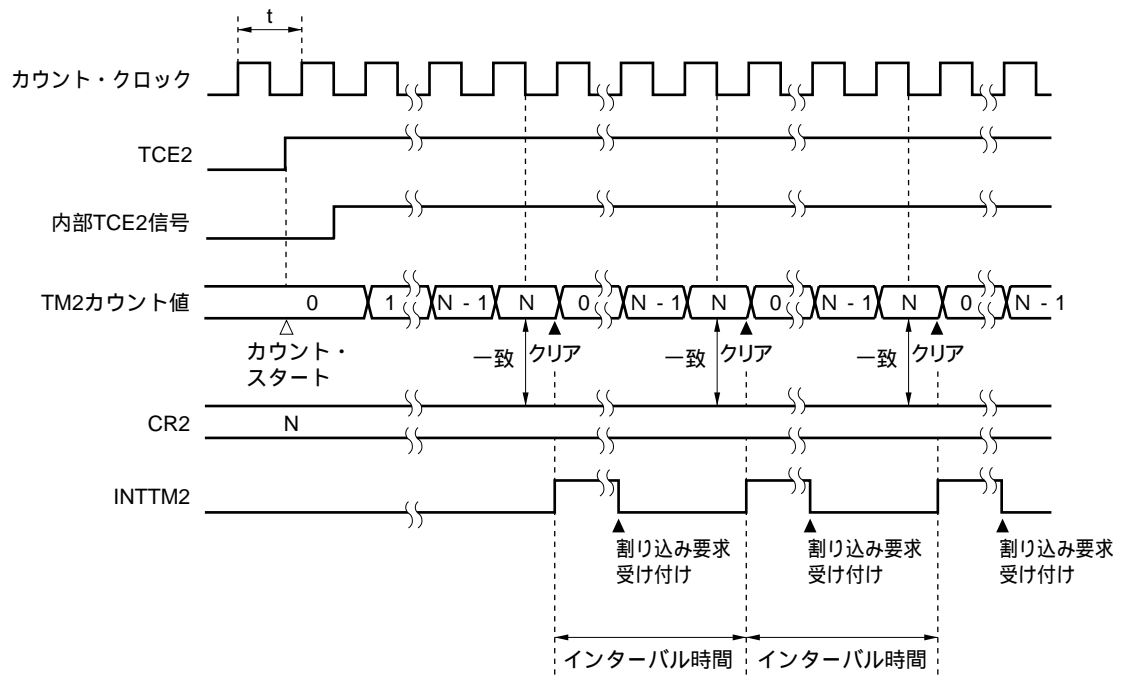 t
カウント・クロック
TCE2
内部TCE2信号
TM2カウント値 0 1 N - 1 N 0 N - 1 N 0 N - 1 N 0 N - 1
カウント・
スタート
一致 クリア 一致 クリア 一致 クリア
CR2 N
INTTM2
割り込み要求
受け付け
割り込み要求
受け付け
割り込み要求
受け付け
インターバル時間 インターバル時間